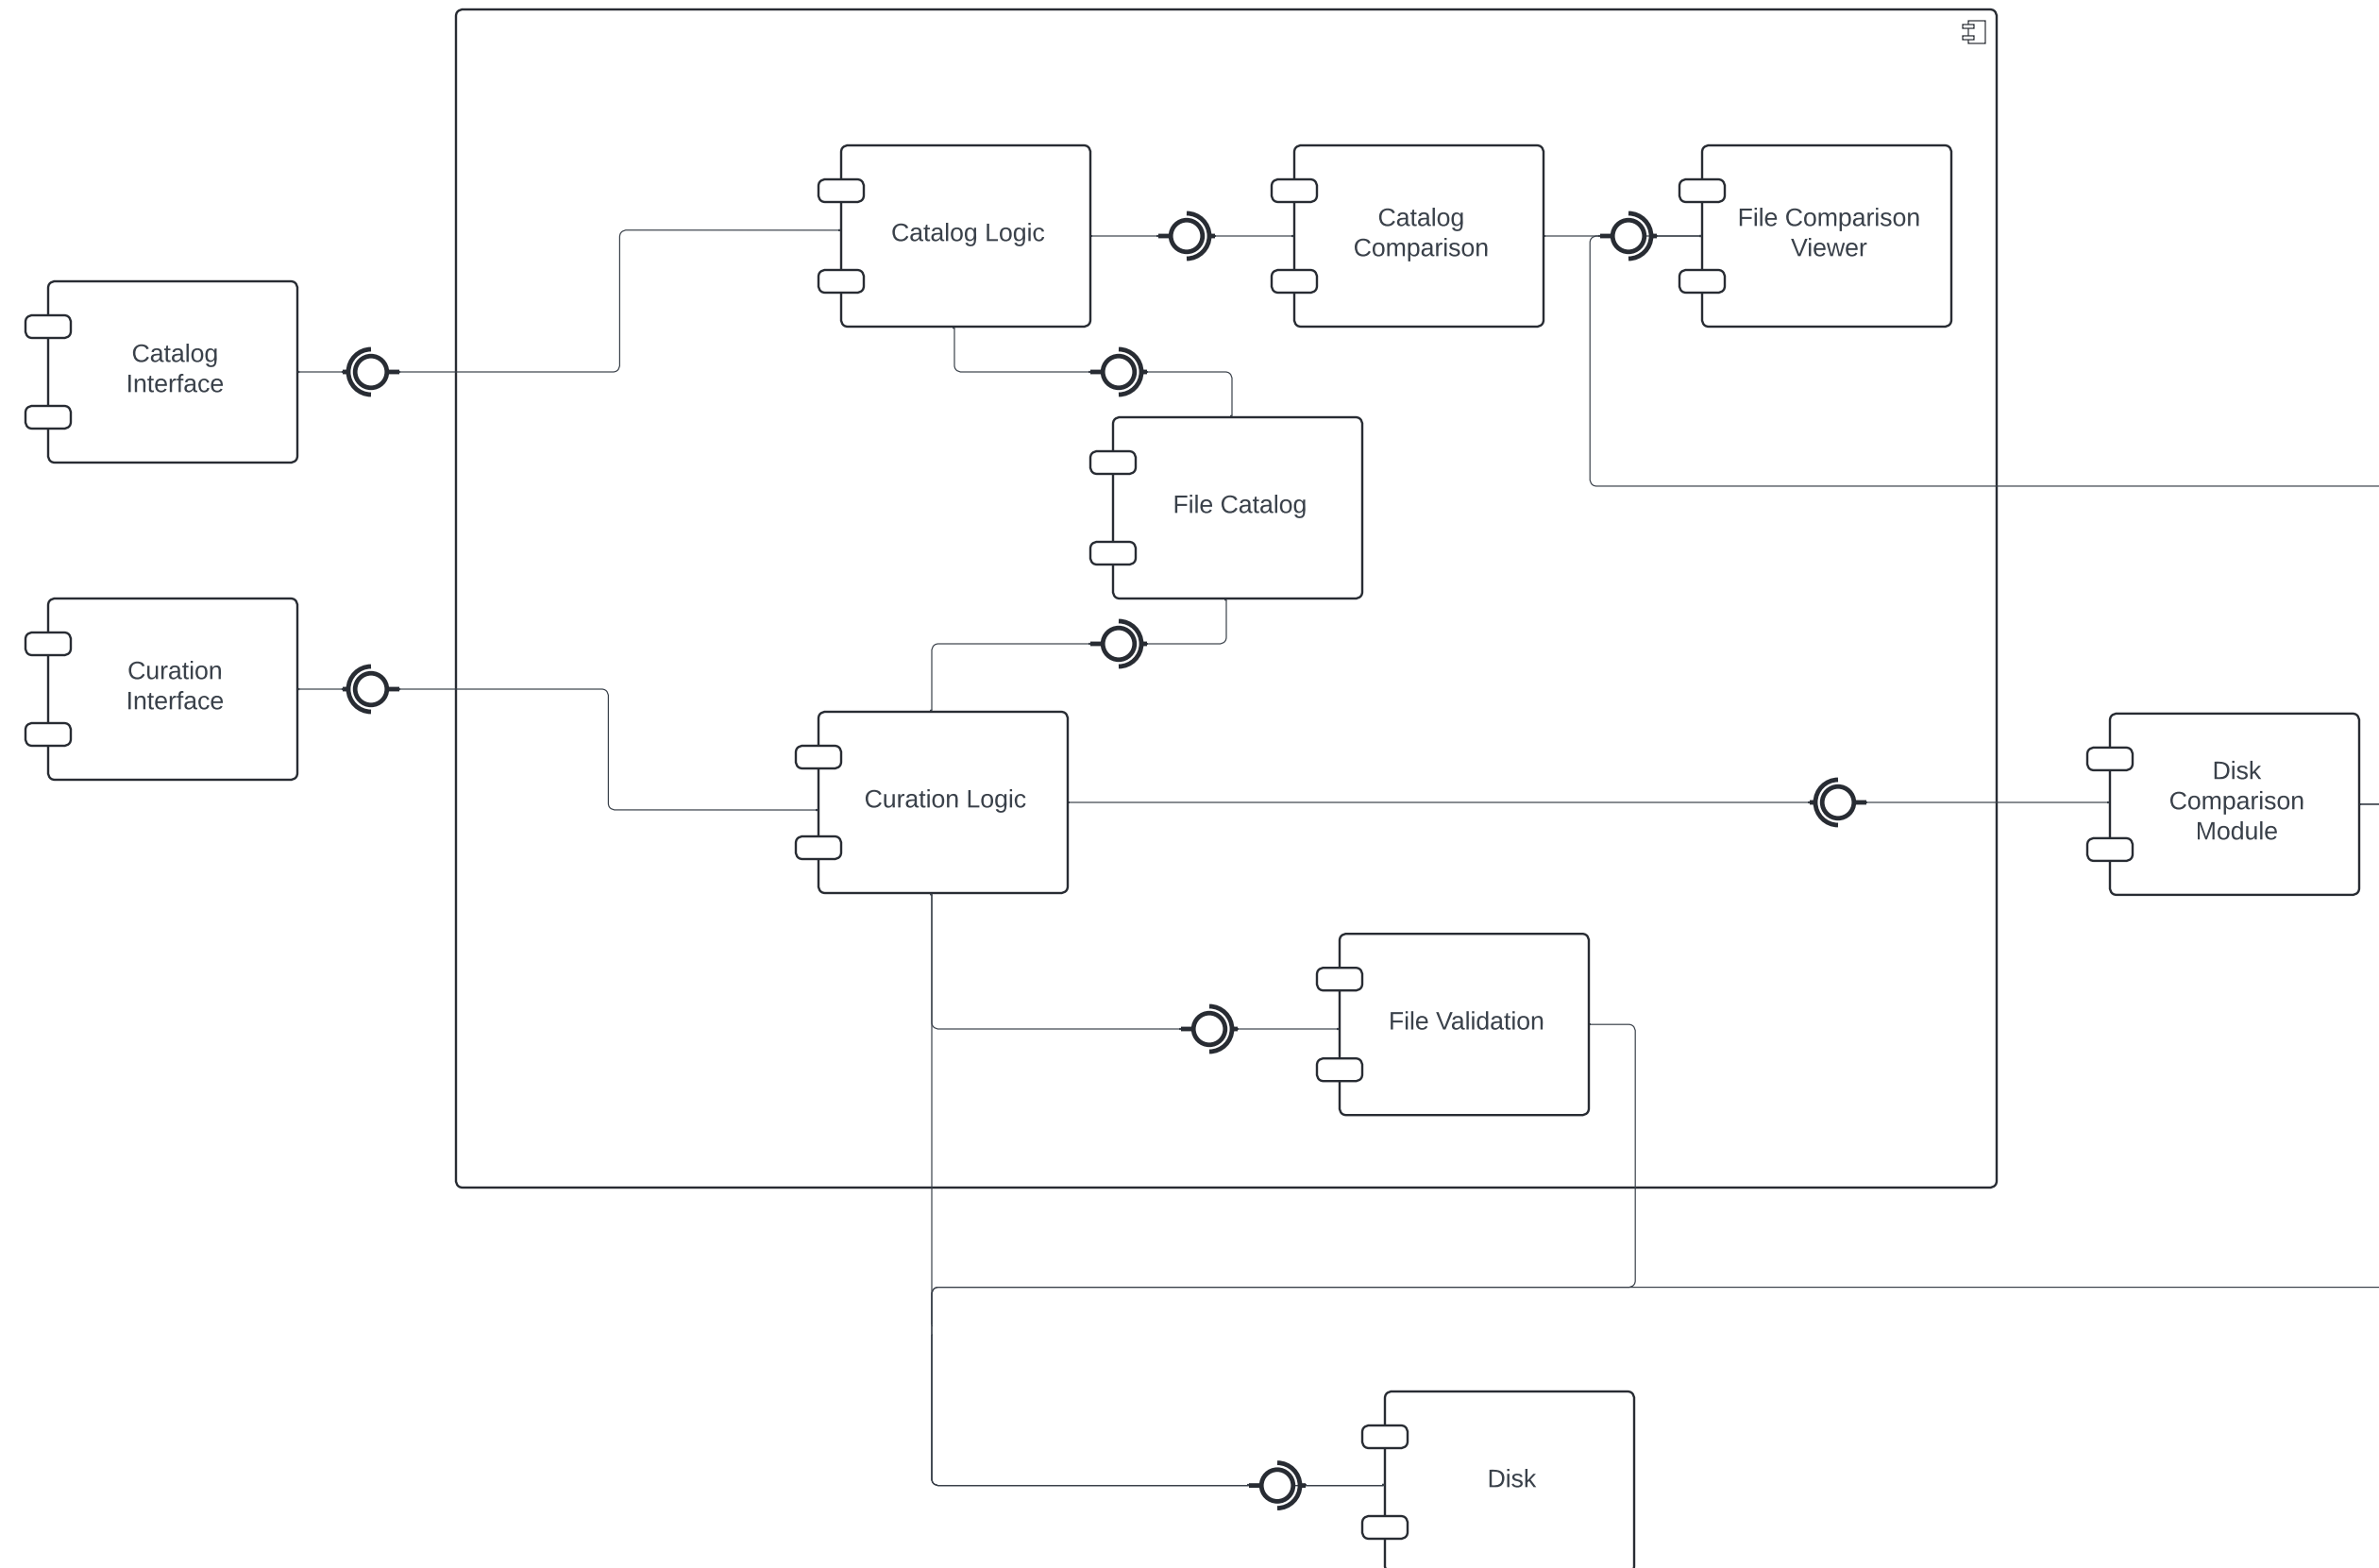 Catalog Logic
Catalog
Comparison
File Comparison
Viewer
Catalog
Interface
File Catalog
Curation
Interface
Curation Logic
Disk
Comparison
Module
File Validation
Disk